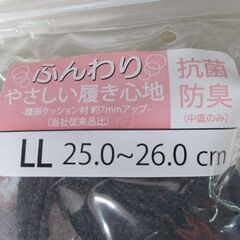 ふんわり
やさしい履き心地
-腰部クッション材 約7mmアップ-
(当社従来品比)
抗菌
防臭
(中底のみ)
LL 25.0~26.0 cm